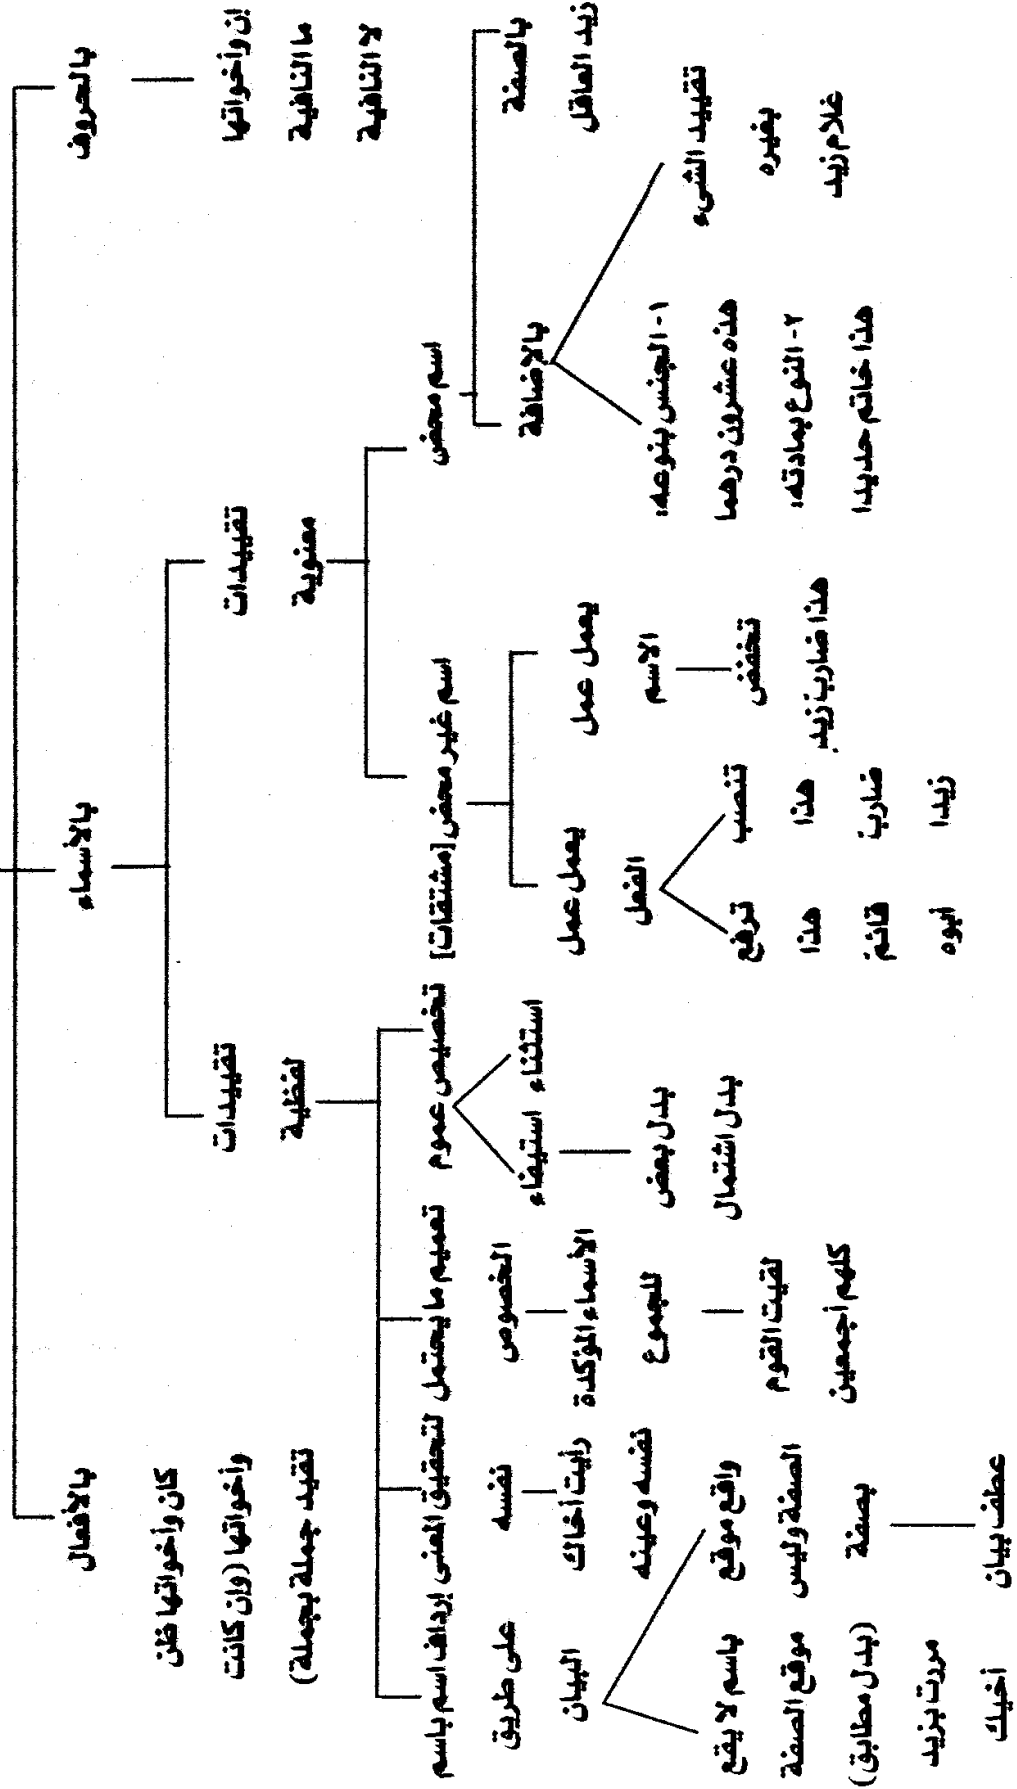 بالحروف
بالأسماء
بالأفعال
إن وأخواتها
ما النافية
لا النافية
تقييدات
معنوية
تقييدات
لفظية
كان وأخواتها ظن
وأخواتها (وإن كانت
تقيد جملة بجملة)
اسم محض
اسم غير محض [مشتقات]
بالصفة
زيد العاقل
بالإضافة
تقييد الشىء
بغيره
غلام زيد
١- الجنس بنوعه:
هذه عشرون درهما
٢- النوع بمادته:
هذا خاتم حديدا
يعمل عمل
الاسم
تخفض
هذا ضارب زيد
يعمل عمل
الفعل
تنصب
هذا
ضارب
زيدا
ترفع
هذا
قائم
أبوه
تخصيص عموم
استثناء
استيفاء
بدل بعض
بدل اشتمال
تعميم ما يحتمل
الخصوص
الأسماء المؤكدة
للجموع
لقيت القوم
كلهم أجمعين
لتحقيق المعنى
نفسه
رأيت أخاك
نفسه وعينه
إرداف اسم باسم
على طريق
البيان
واقع موقع
الصفة وليس
بصفة
عطف بيان
باسم لا يقع
موقع الصفة
(بدل مطابق)
مررت بزيد
أخيك